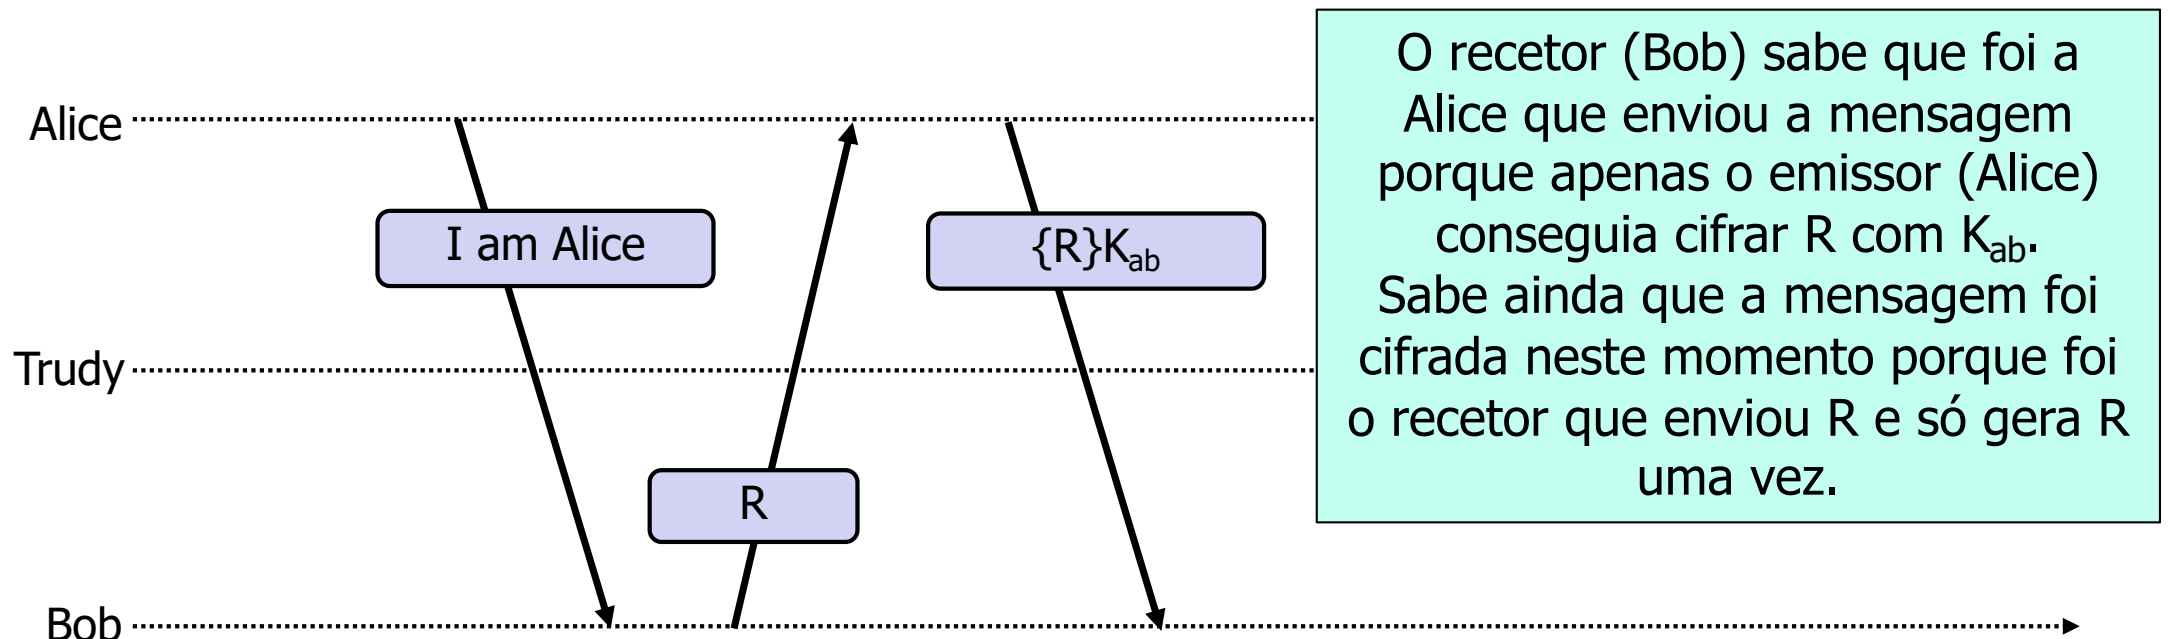 Alice
I am Alice
{R}Kab
Trudy
R
Bob
O recetor (Bob) sabe que foi a
Alice que enviou a mensagem
porque apenas o emissor (Alice)
conseguia cifrar R com Kab.
Sabe ainda que a mensagem foi
cifrada neste momento porque foi
o recetor que enviou R e só gera R
uma vez.